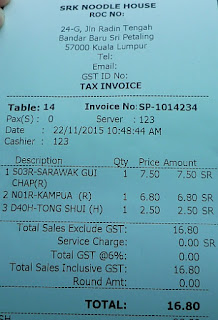 SRK NOODLE HOUSE
ROC NO:
24-G, Jln Radin Tengah
Bandar Baru Sri Petaling
57000 Kuala Lumpur
Tel:
Email:
GST ID No:
TAX INVOICE
Table: 14 Invoice No:SP-1014234
Pax(S) : 0 Server : 123
Date : 22/11/2015 10:48:44 AM
Cashier : 123
Description Qty Price Amount
1 S03R-SARAWAK GUI 1 7.50 7.50 SR
CHAP(R)
2 N01R-KAMPUA (R) 1 6.80 6.80 SR
3 D40H-TONG SHUI (H) 1 2.50 2.50 SR
Total Sales Exclude GST: 16.80
Service Charge: 0.00 SR
Total GST @6%: 0.00
Total Sales Inclusive GST: 16.80
Round Amt: 0.00
TOTAL: 16.80